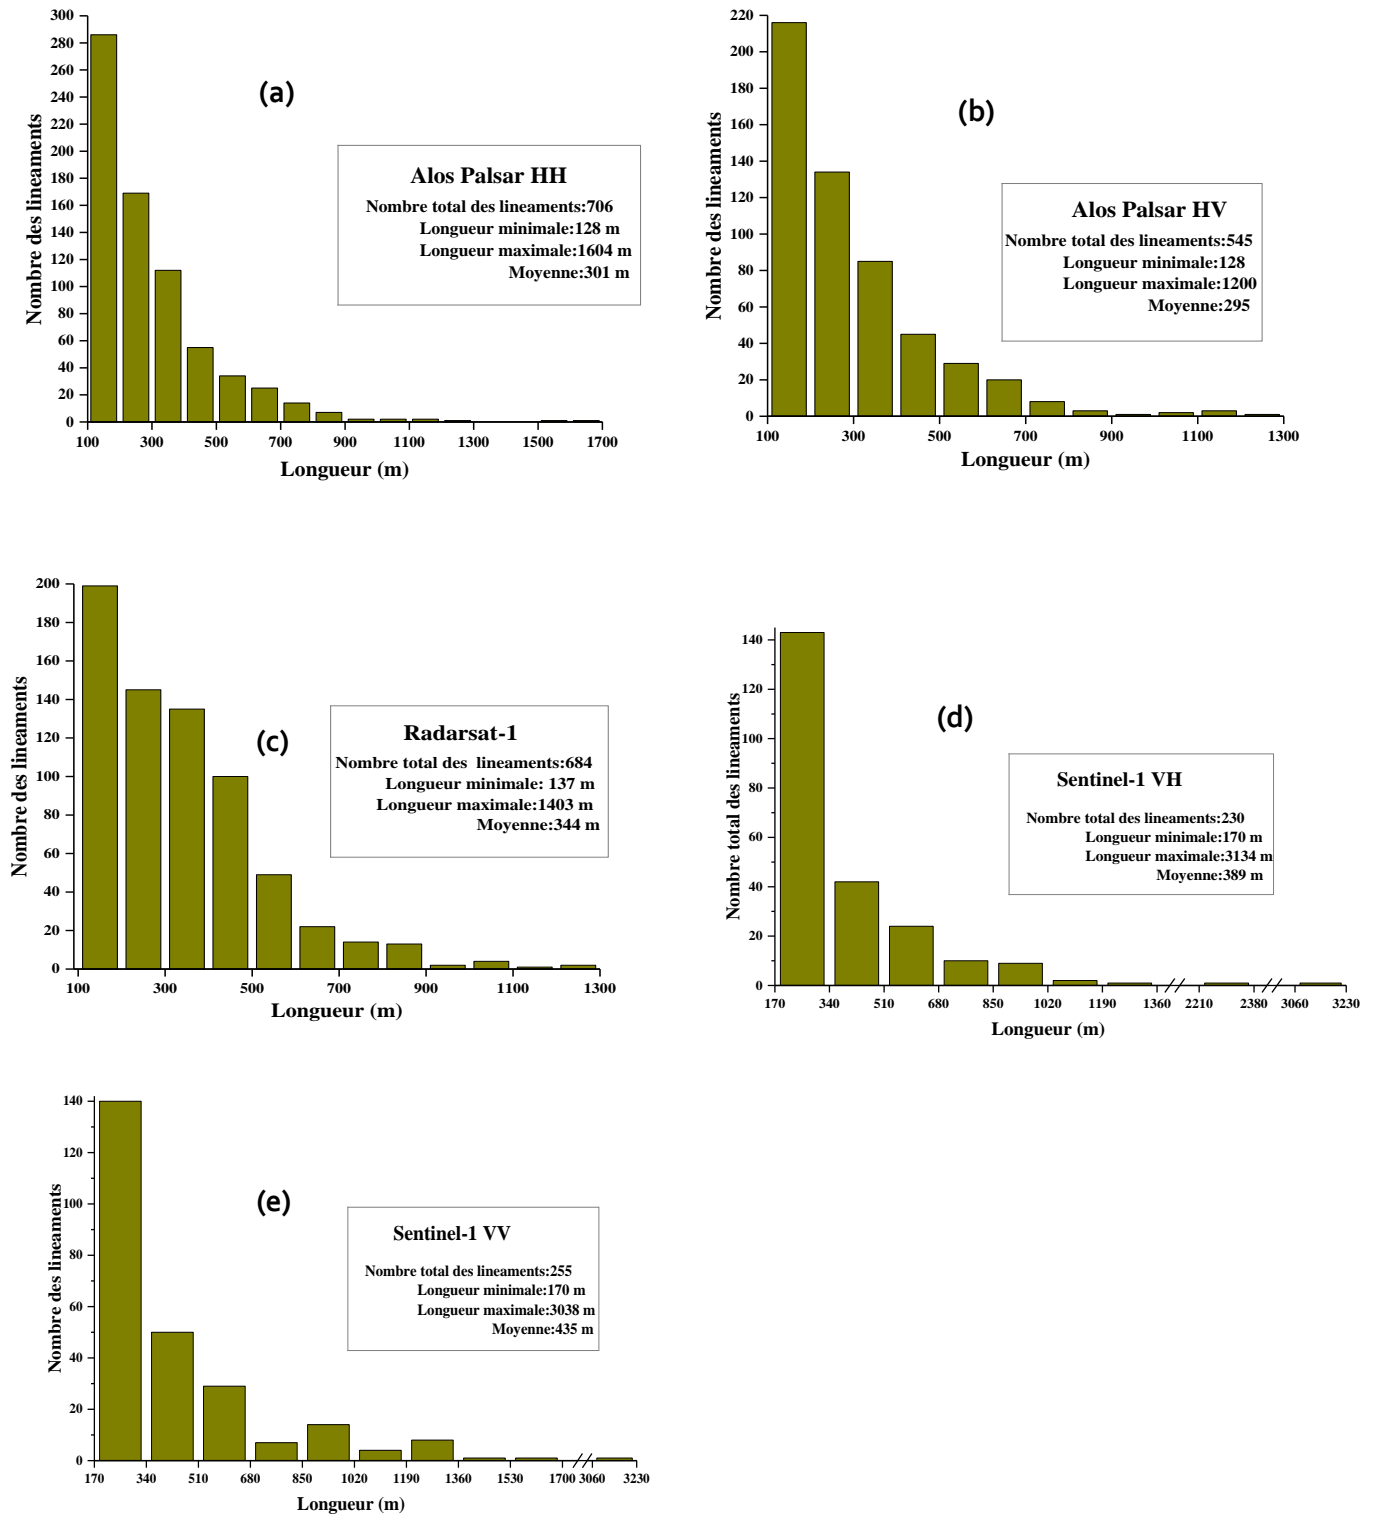 (a)
Nombre des lineaments
300
280
260
240
220
200
180
160
140
120
100
80
60
40
20
0
Alos Palsar HH
Nombre total des lineaments:706
Longueur minimale:128 m
Longueur maximale:1604 m
Moyenne:301 m
100 300 500 700 900 1100 1300 1500 1700
Longueur (m)
(b)
Nombre des lineaments
220
200
180
160
140
120
100
80
60
40
20
0
Alos Palsar HV
Nombre total des lineaments:545
Longueur minimale:128
Longueur maximale:1200
Moyenne:295
100 300 500 700 900 1100 1300
Longueur (m)
(c)
Nombre des lineaments
200
180
160
140
120
100
80
60
40
20
0
Radarsat-1
Nombre total des lineaments:684
Longueur minimale: 137 m
Longueur maximale:1403 m
Moyenne:344 m
100 300 500 700 900 1100 1300
Longueur (m)
(d)
Nombre total des lineaments
140
120
100
80
60
40
20
0
Sentinel-1 VH
Nombre total des lineaments:230
Longueur minimale:170 m
Longueur maximale:3134 m
Moyenne:389 m
170 340 510 680 850 1020 1190 1360 2210 2380 3060 3230
Longueur (m)
(e)
Nombre des lineaments
140
120
100
80
60
40
20
0
Sentinel-1 VV
Nombre total des lineaments:255
Longueur minimale:170 m
Longueur maximale:3038 m
Moyenne:435 m
170 340 510 680 850 1020 1190 1360 1530 1700 3060 3230
Longueur (m)